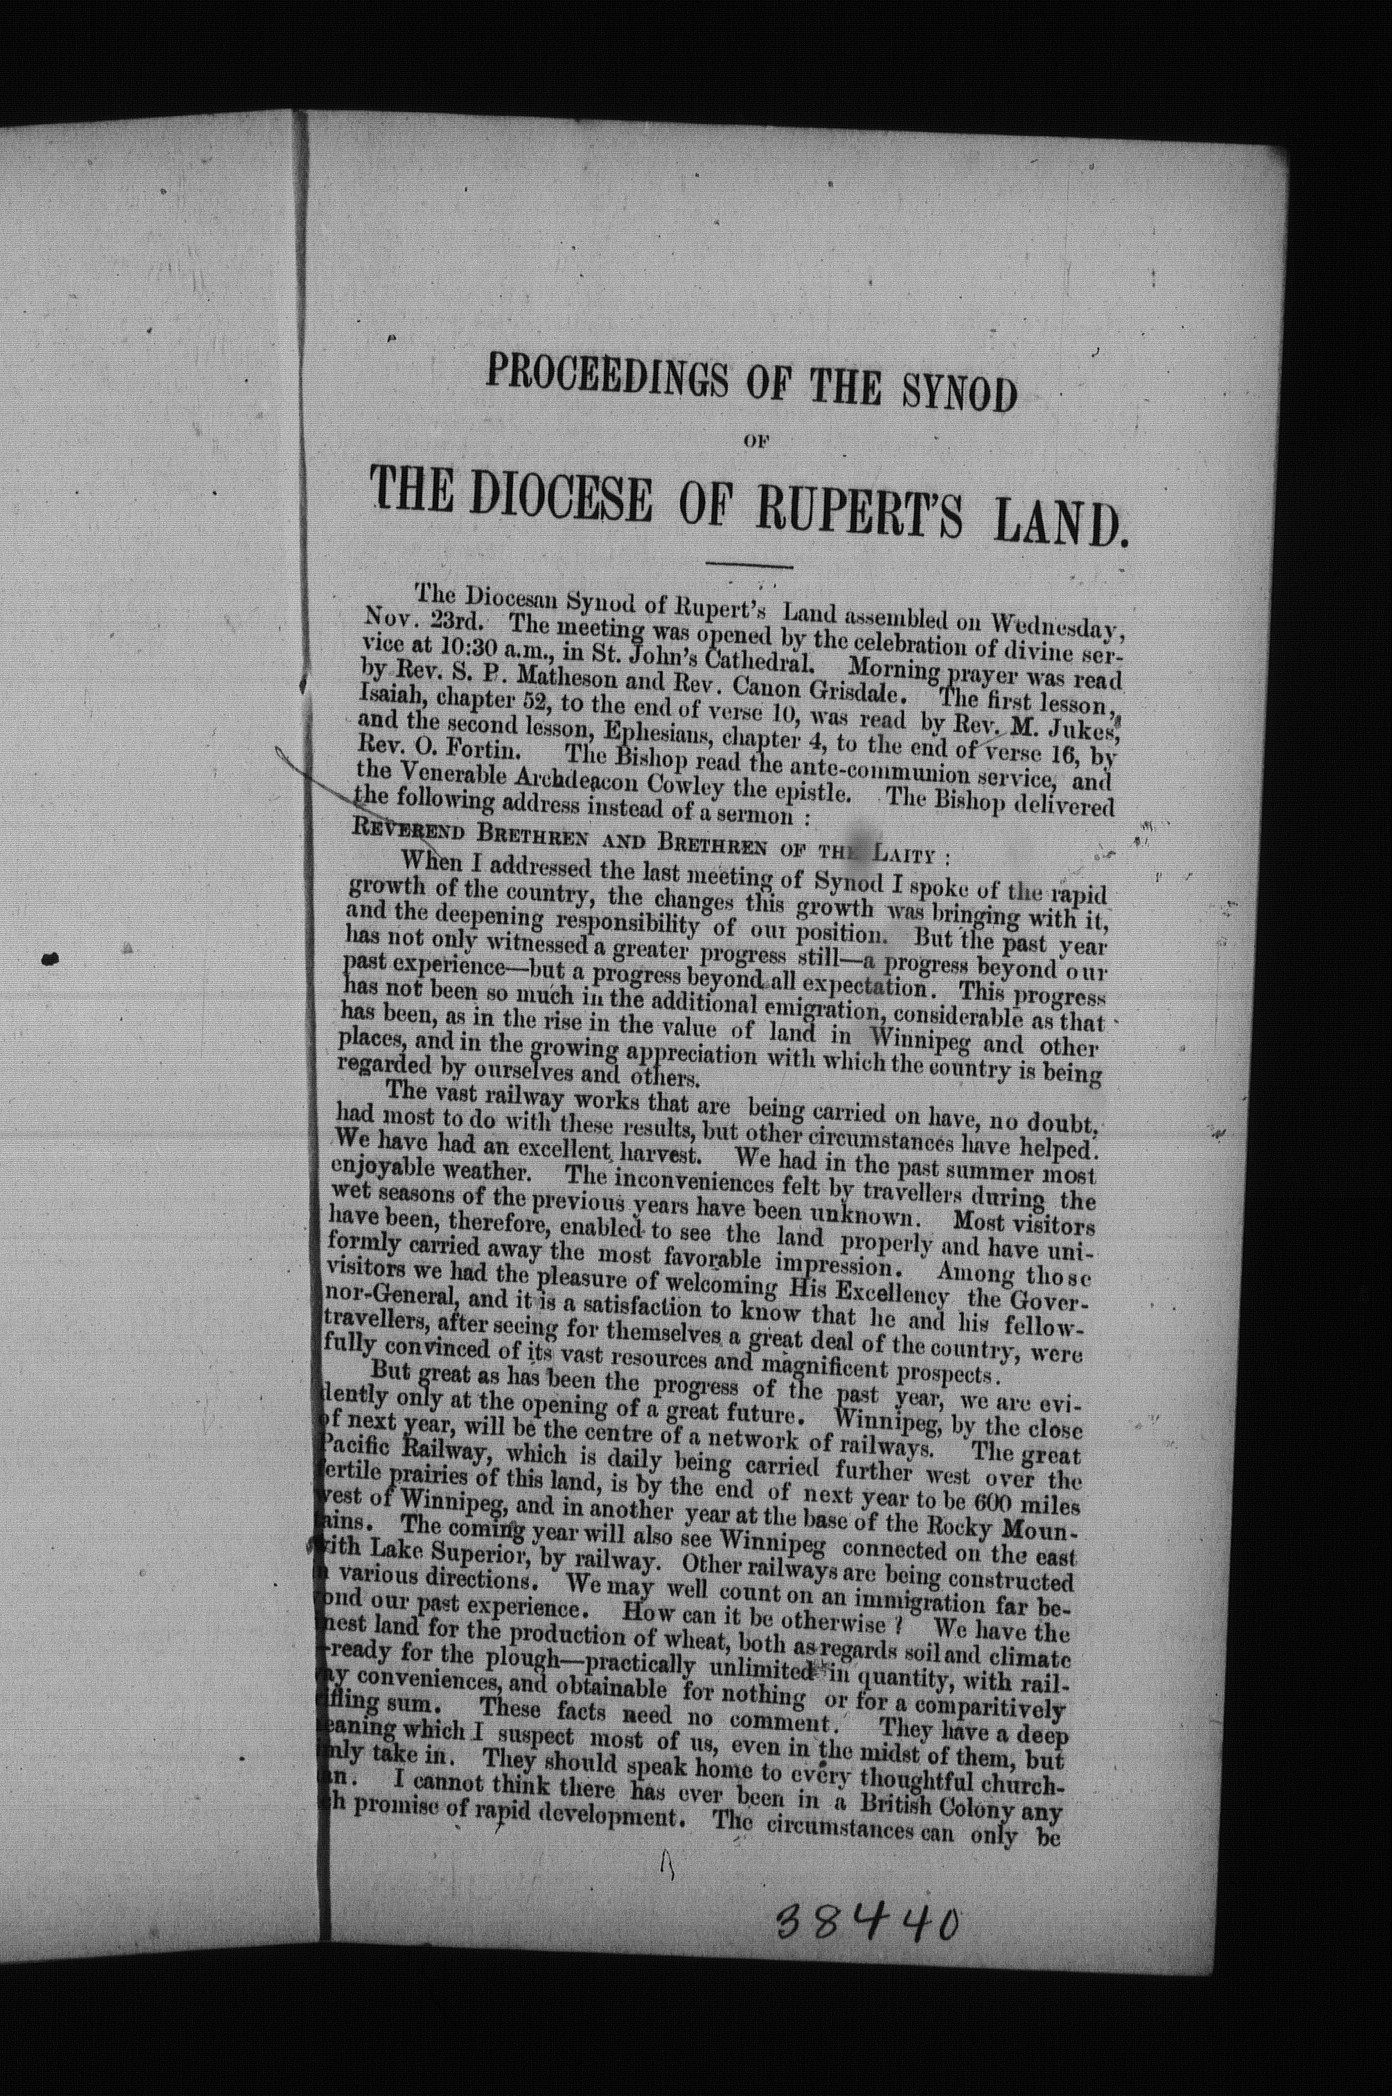 PROCEEDINGS OF THE SYNOD
OF
THE DIOCESE OF RUPERT'S LAND.
The Diocesan Synod of Rupert's Land assembled on Wednesday,
Nov. 23rd. The meeting was opened by the celebration of divine ser-
vice at 10:30 a.m., in St. John's Cathedral. Morning prayer was read
by Rev. S. P. Matheson and Rev. Canon Grisdale. The first lesson,
Isaiah, chapter 52, to the end of verse 10, was read by Rev. M. Jukes,
and the second lesson, Ephesians, chapter 4, to the end of verse 16, by
Rev. O. Fortin. The Bishop read the ante-communion service, and
the Venerable Archdeacon Cowley the epistle. The Bishop delivered
the following address instead of a sermon :
REVEREND BRETHREN AND BRETHREN OF THE LAITY :
When I addressed the last meeting of Synod I spoke of the rapid
growth of the country, the changes this growth was bringing with it,
and the deepening responsibility of our position. But the past year
has not only witnessed a greater progress still—a progress beyond our
past experience—but a progress beyond all expectation. This progress
has not been so much in the additional emigration, considerable as that
has been, as in the rise in the value of land in Winnipeg and other
places, and in the growing appreciation with which the country is being
regarded by ourselves and others.
The vast railway works that are being carried on have, no doubt,
had most to do with these results, but other circumstances have helped.
We have had an excellent harvest. We had in the past summer most
enjoyable weather. The inconveniences felt by travellers during the
wet seasons of the previous years have been unknown. Most visitors
have been, therefore, enabled to see the land properly and have uni-
formly carried away the most favorable impression. Among those
visitors we had the pleasure of welcoming His Excellency the Gover-
nor-General, and it is a satisfaction to know that he and his fellow-
travellers, after seeing for themselves a great deal of the country, were
fully convinced of its vast resources and magnificent prospects.
But great as has been the progress of the past year, we are evi-
dently only at the opening of a great future. Winnipeg, by the close
of next year, will be the centre of a network of railways. The great
Pacific Railway, which is daily being carried further west over the
fertile prairies of this land, is by the end of next year to be 600 miles
west of Winnipeg, and in another year at the base of the Rocky Moun-
ains. The coming year will also see Winnipeg connected on the east
with Lake Superior, by railway. Other railways are being constructed
various directions. We may well count on an immigration far be-
ond our past experience. How can it be otherwise ? We have the
nest land for the production of wheat, both as regards soil and climate
-ready for the plough—practically unlimited in quantity, with rail-
ay conveniences, and obtainable for nothing or for a comparitively
ifling sum. These facts need no comment. They have a deep
eaning which I suspect most of us, even in the midst of them, but
nly take in. They should speak home to every thoughtful church-
an. I cannot think there has ever been in a British Colony any
ch promise of rapid development. The circumstances can only be
38440